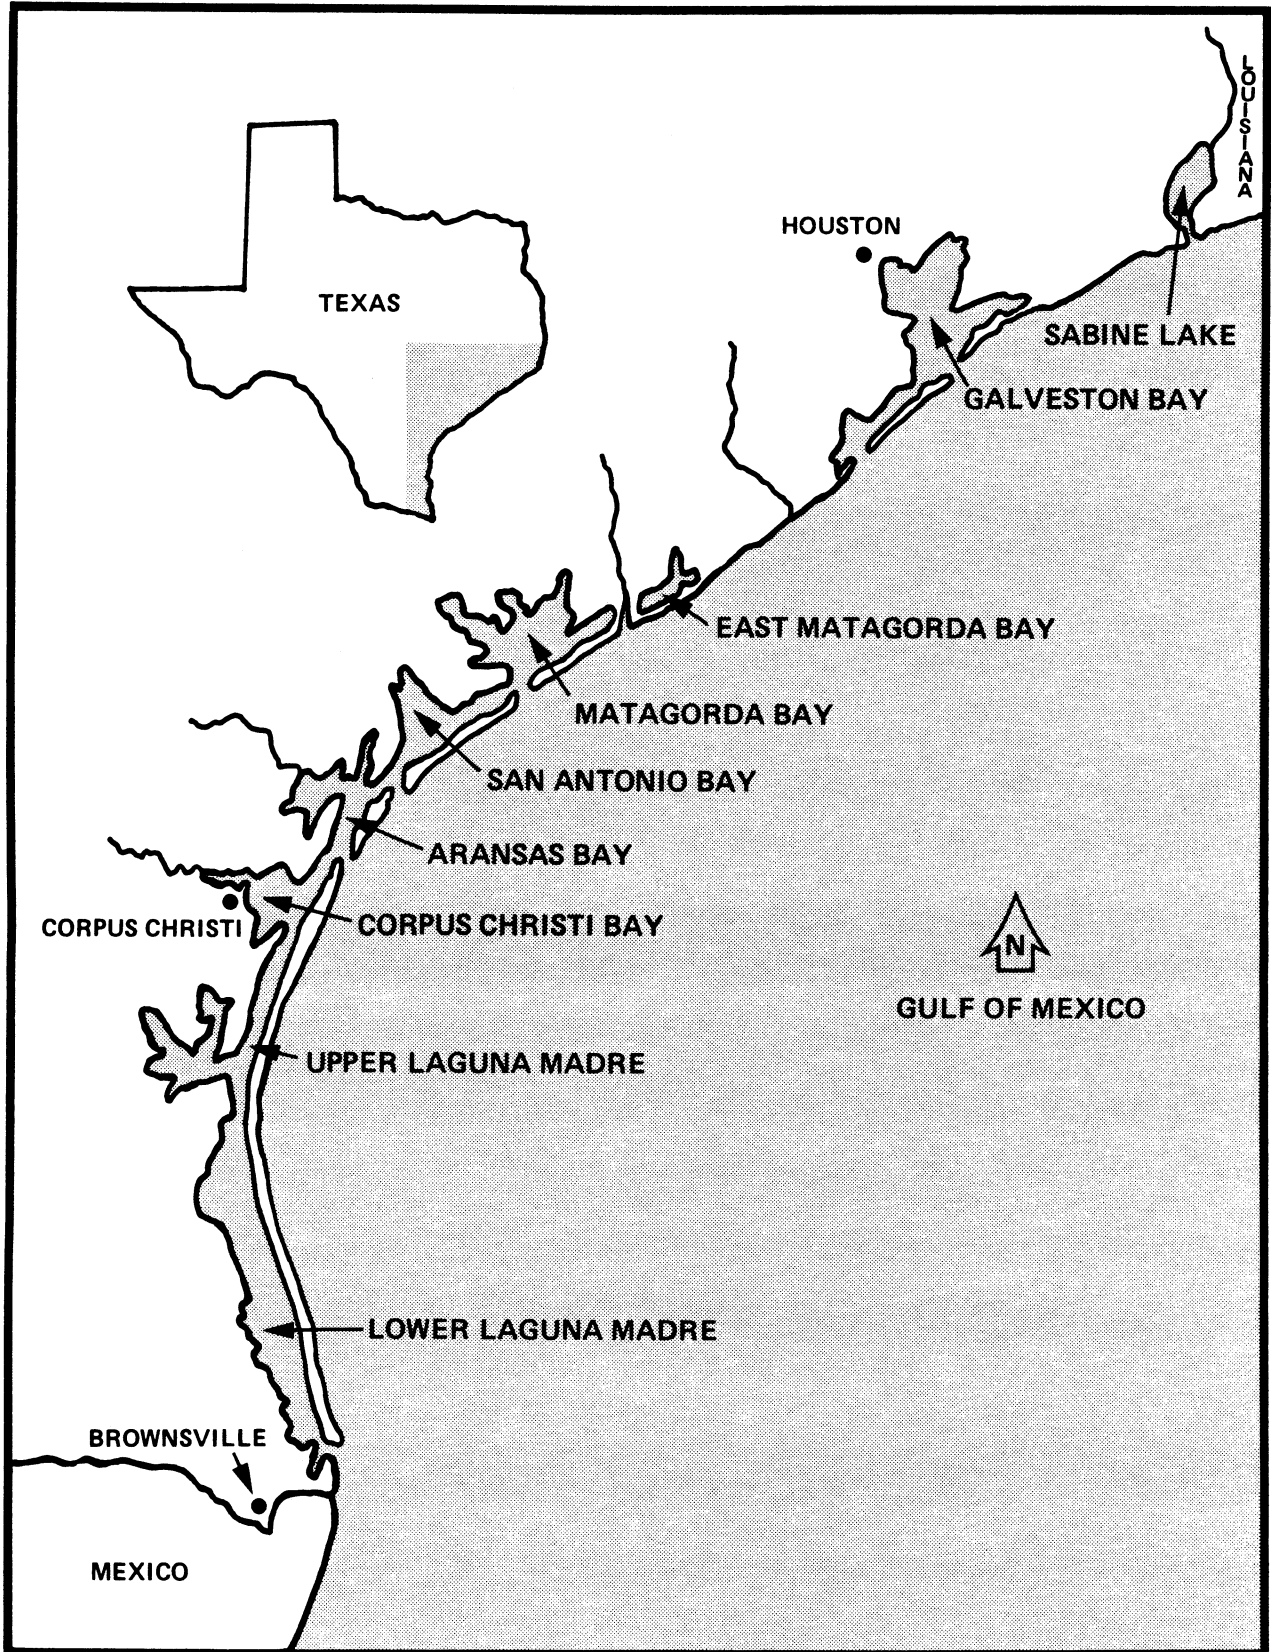 LOUISIANA
HOUSTON
TEXAS
SABINE LAKE
GALVESTON BAY
EAST MATAGORDA BAY
MATAGORDA BAY
SAN ANTONIO BAY
ARANSAS BAY
CORPUS CHRISTI
CORPUS CHRISTI BAY
N
GULF OF MEXICO
UPPER LAGUNA MADRE
LOWER LAGUNA MADRE
BROWNSVILLE
MEXICO